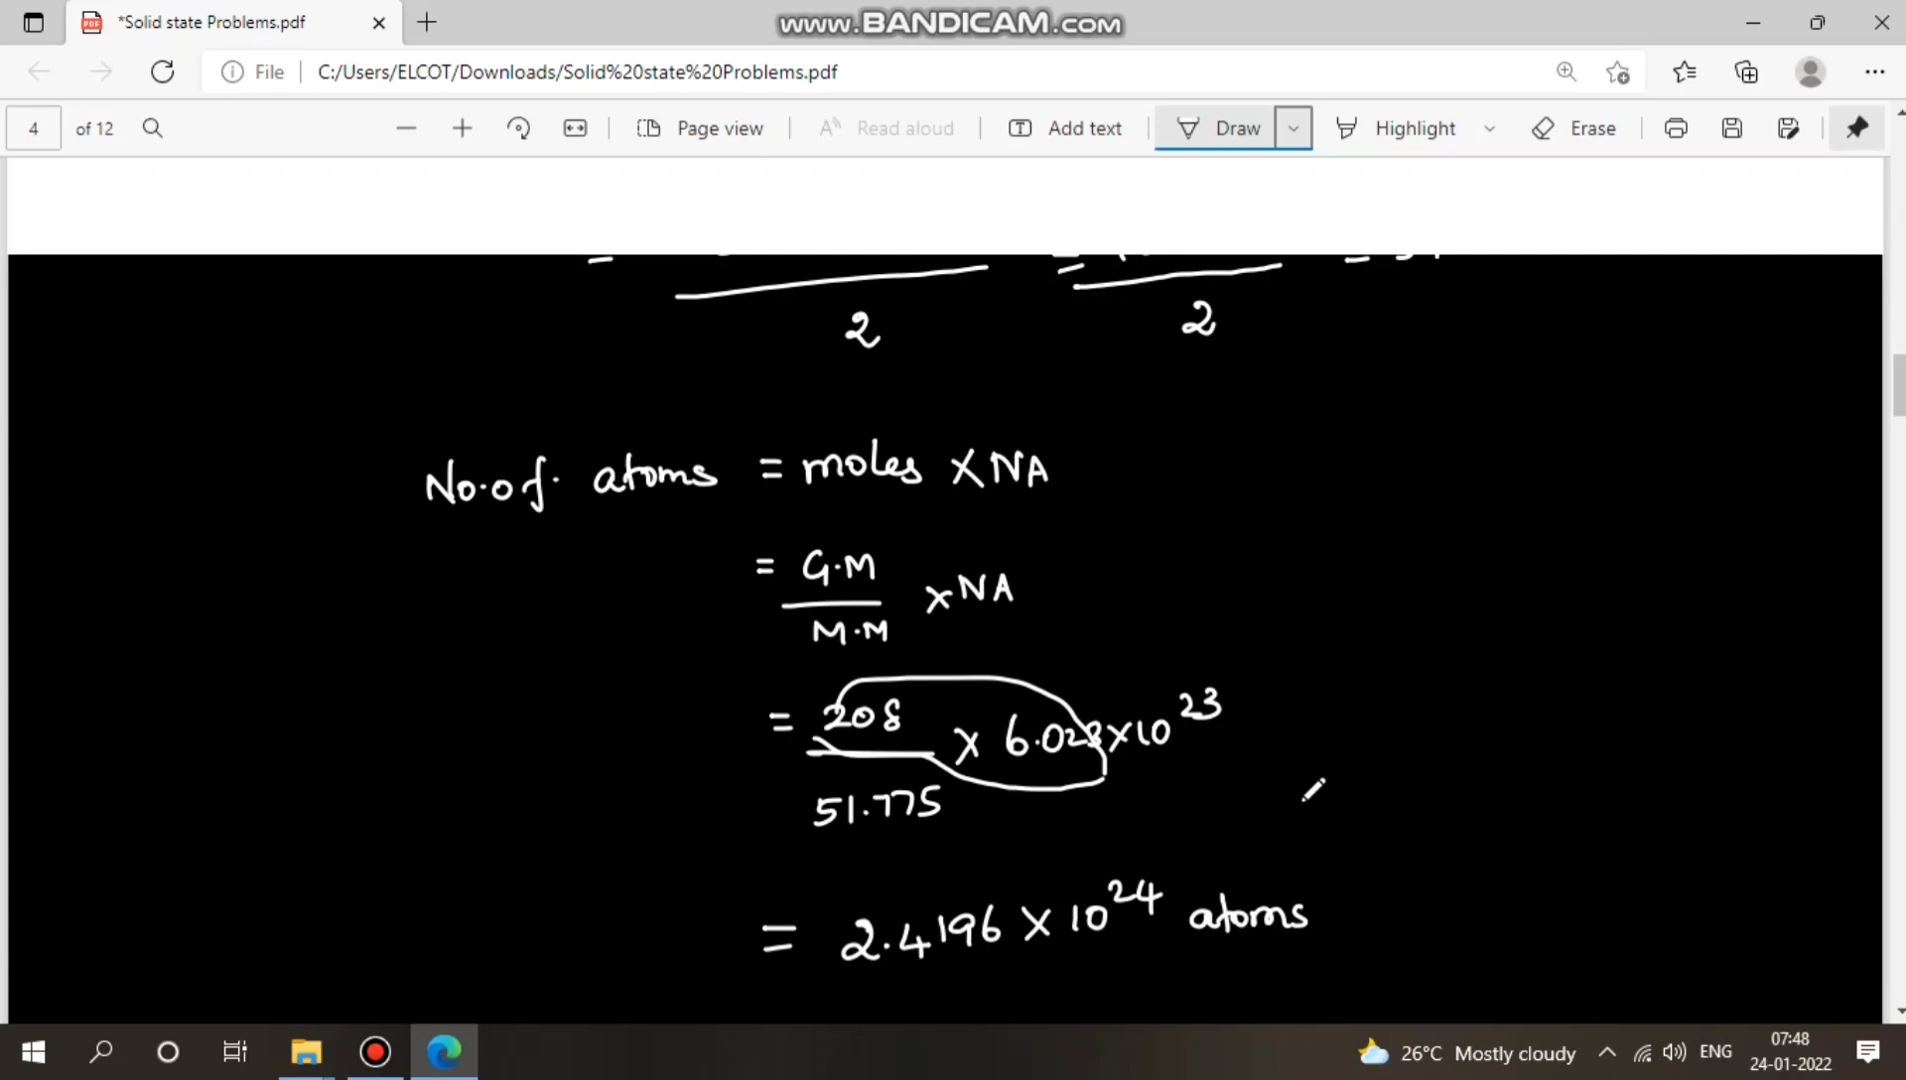 *Solid state Problems.pdf
www.BANDICAM.com
File
C:/Users/ELCOT/Downloads/Solid%20state%20Problems.pdf
4 of 12
Page view
Read aloud
Add text
Draw
Highlight
Erase
= =
2 2
No.of. atoms = moles X NA
= G.M
x NA
M.M
= 208 x 6.023 x 10^23
51.775
= 2.4196 x 10^24 atoms
26°C Mostly cloudy
ENG
07:48
24-01-2022